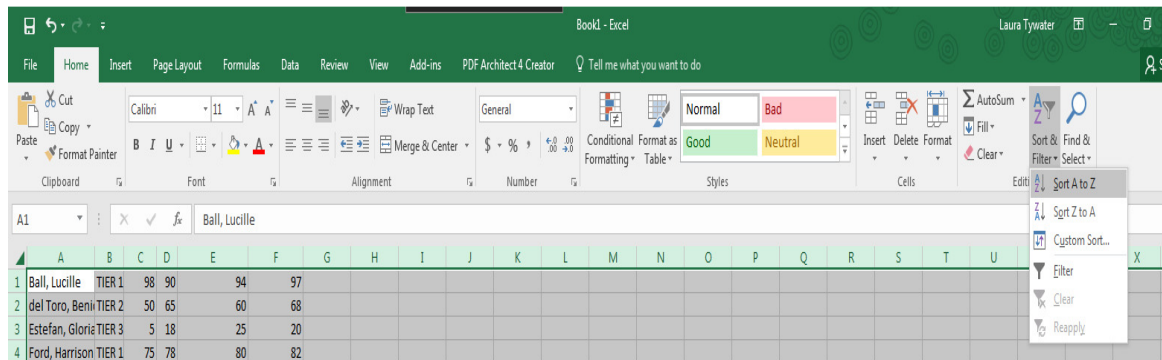 Book1 - Excel
Laura Tywater
File Home Insert Page Layout Formulas Data Review View Add-ins PDF Architect 4 Creator Tell me what you want to do
Cut
Copy
Format Painter
Paste
Clipboard
Calibri 11
B I U
Font
Wrap Text
Merge & Center
Alignment
General
$ % ,
Number
Conditional Formatting
Format as Table
Normal Bad
Good Neutral
Styles
Insert Delete Format
Cells
AutoSum
Fill
Clear
Sort & Filter
Find & Select
Editi
Sort A to Z
Sort Z to A
Custom Sort...
Filter
Clear
Reapply
A1 fx Ball, Lucille
A B C D E F G H I J K L M N O P Q R S T U X
1 Ball, Lucille TIER 1 98 90 94 97
2 del Toro, Beni TIER 2 50 65 60 68
3 Estefan, Gloria TIER 3 5 18 25 20
4 Ford, Harrison TIER 1 75 78 80 82